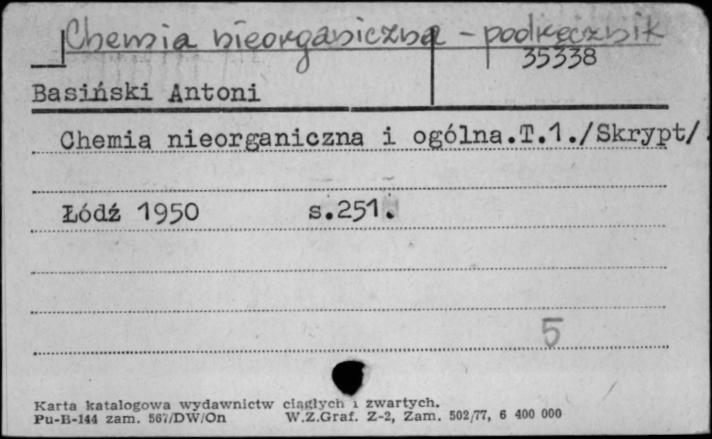 Chemia nieorganiczna - podręcznik
35338
Basiński Antoni
Chemia nieorganiczna i ogólna.T.1./Skrypt/.
Łódź 1950 s.251.
5
Karta katalogowa wydawnictw ciągłych i zwartych.
Pu-B-144 zam. 567/DW/On W.Z.Graf. Z-2, Zam. 502/77, 6 400 000